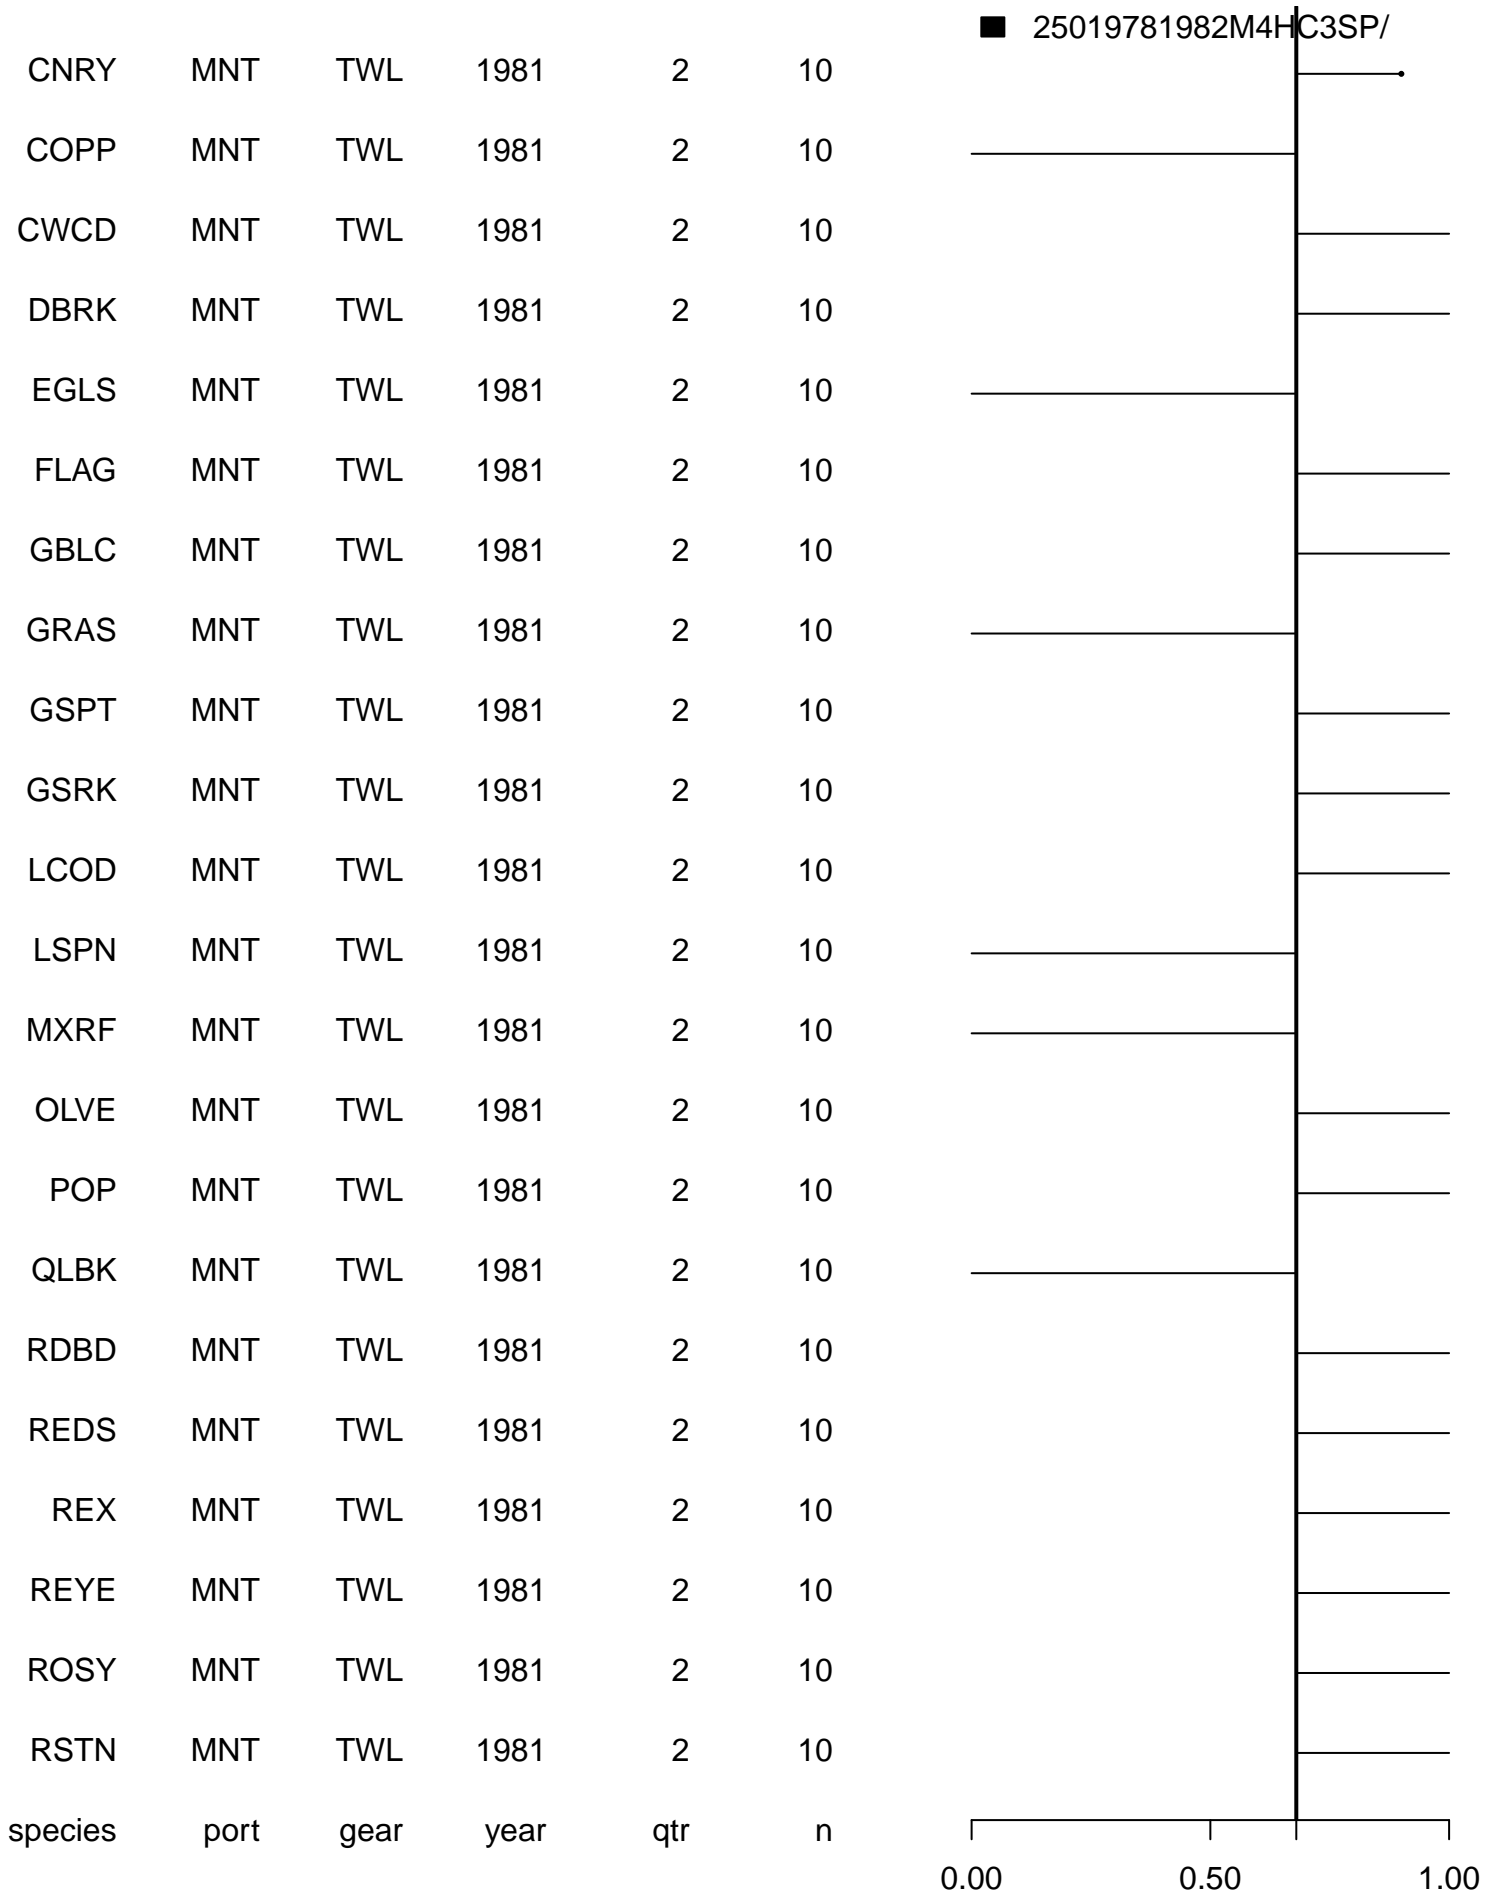 25019781982M4HC3SP/
CNRY MNT TWL 1981 2 10
COPP MNT TWL 1981 2 10
CWCD MNT TWL 1981 2 10
DBRK MNT TWL 1981 2 10
EGLS MNT TWL 1981 2 10
FLAG MNT TWL 1981 2 10
GBLC MNT TWL 1981 2 10
GRAS MNT TWL 1981 2 10
GSPT MNT TWL 1981 2 10
GSRK MNT TWL 1981 2 10
LCOD MNT TWL 1981 2 10
LSPN MNT TWL 1981 2 10
MXRF MNT TWL 1981 2 10
OLVE MNT TWL 1981 2 10
POP MNT TWL 1981 2 10
QLBK MNT TWL 1981 2 10
RDBD MNT TWL 1981 2 10
REDS MNT TWL 1981 2 10
REX MNT TWL 1981 2 10
REYE MNT TWL 1981 2 10
ROSY MNT TWL 1981 2 10
RSTN MNT TWL 1981 2 10
species port gear year qtr n
0.00 0.50 1.00